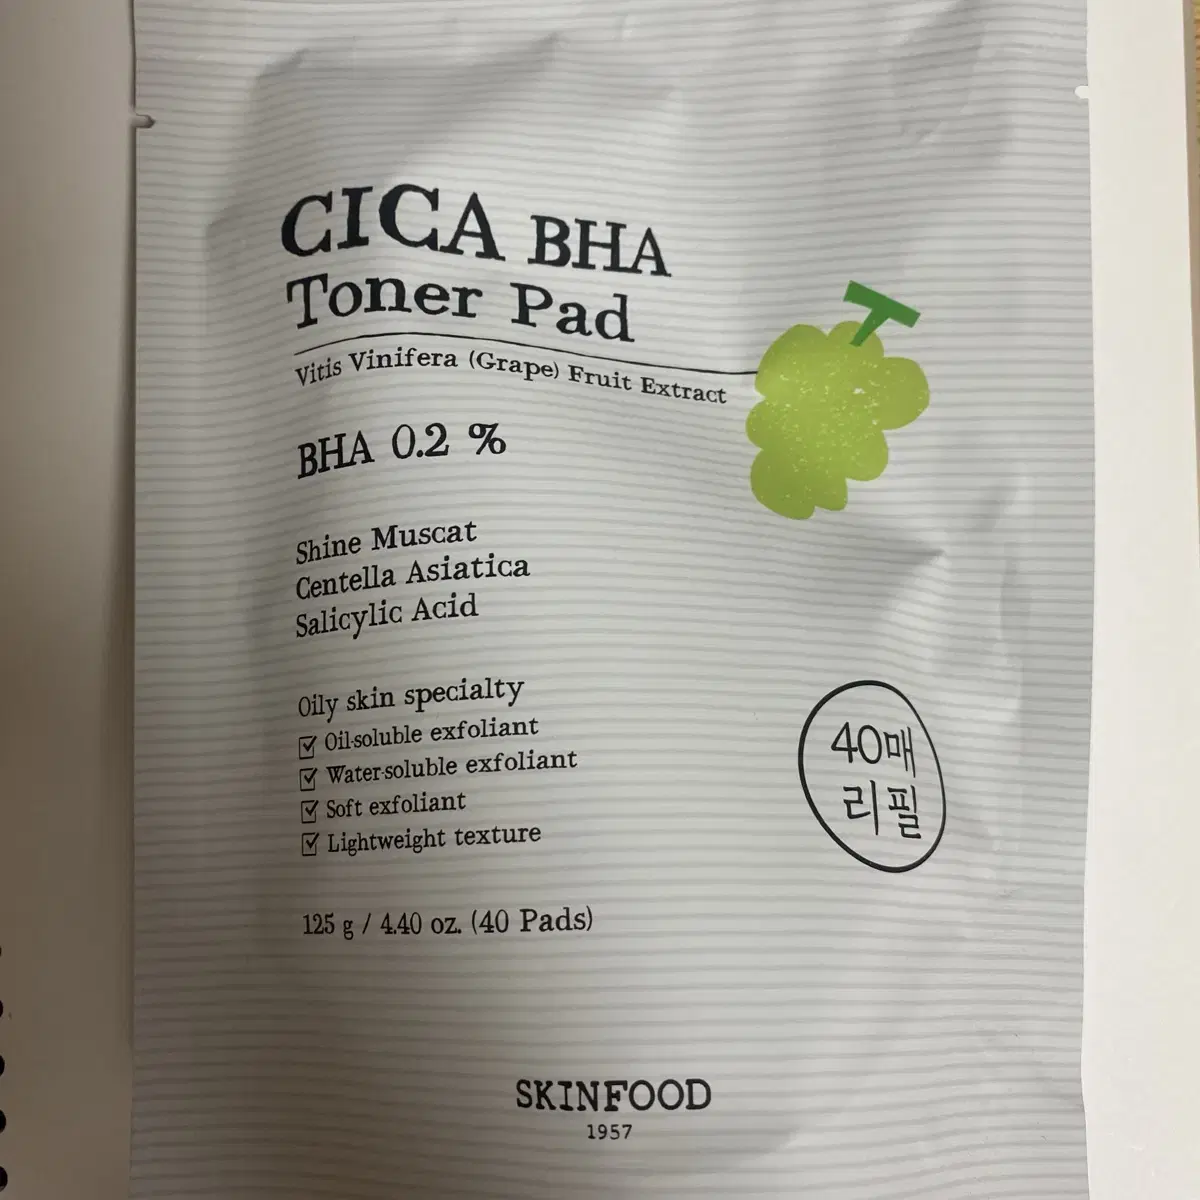 CICA BHA
Toner Pad
Vitis Vinifera (Grape) Fruit Extract
BHA 0.2 %
Shine Muscat
Centella Asiatica
Salicylic Acid
Oily skin specialty
Oil-soluble exfoliant
Water-soluble exfoliant
Soft exfoliant
Lightweight texture
40매
리필
125 g / 4.40 oz. (40 Pads)
SKINFOOD
1957